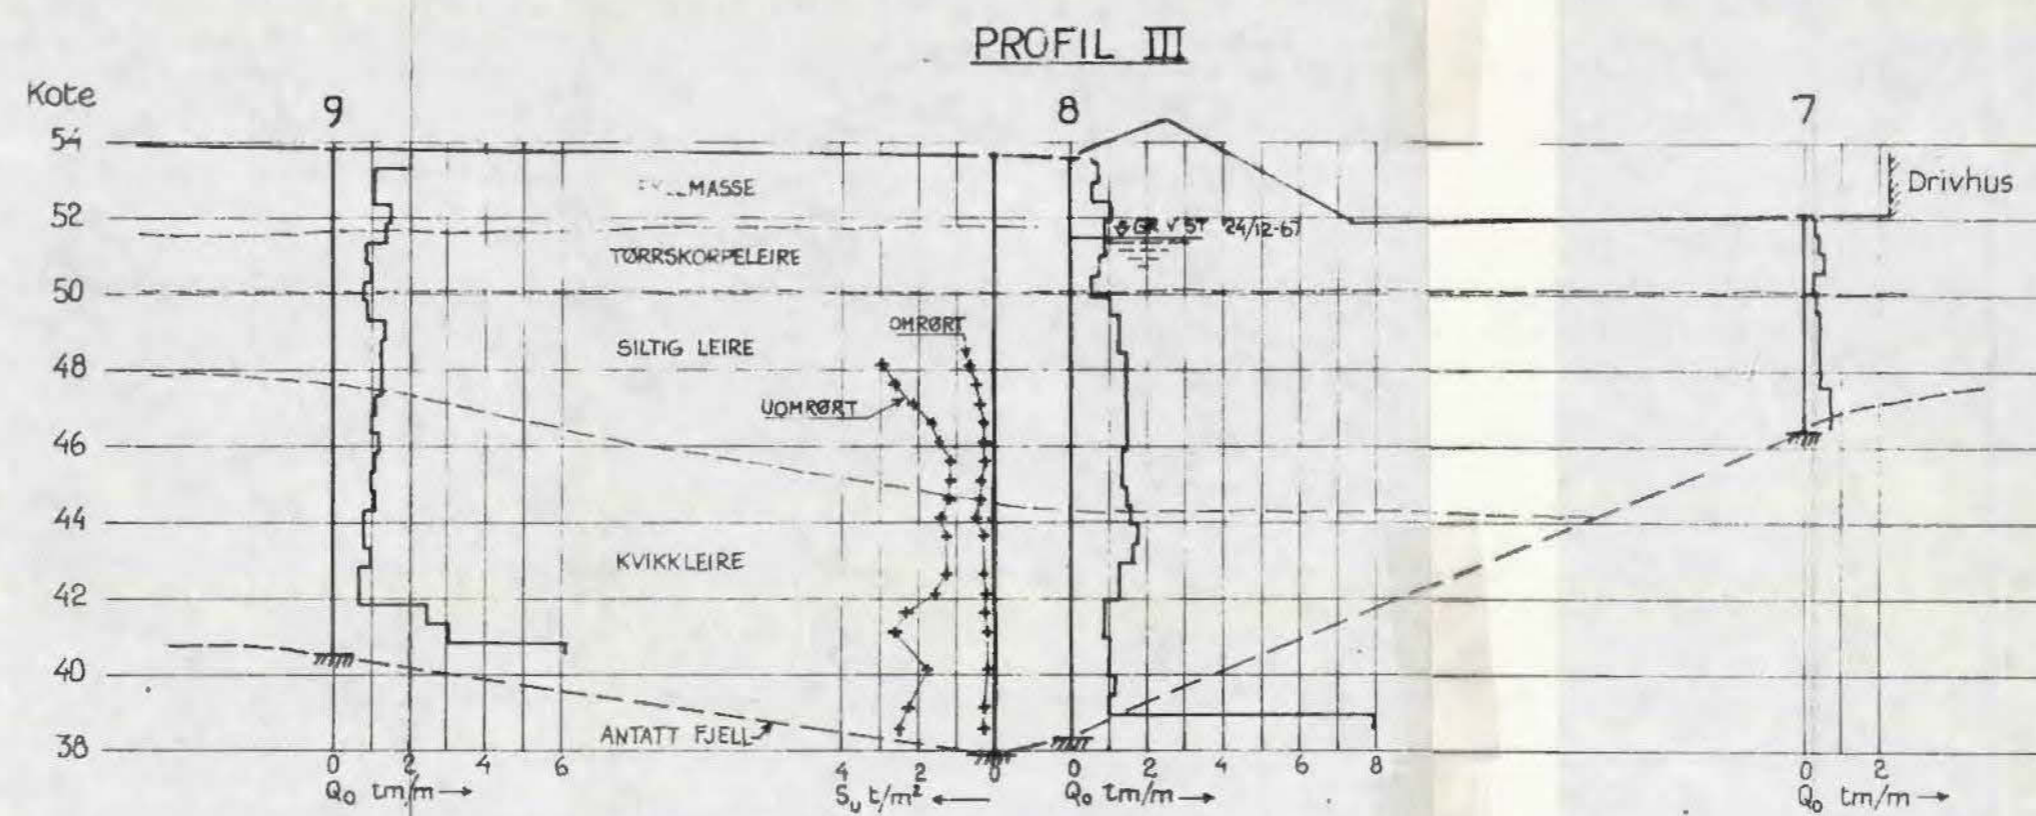 PROFIL III
Kote
9
8
7
54
52
50
48
46
44
42
40
38
MASSE
TØRRSKORPELEIRE
SILTIG LEIRE
KVIKKLEIRE
ANTATT FJELL
OMRØRT
UOMRØRT
GR V ST 24/12-67
Drivhus
0 2 4 6
Q₀ tm/m →
4 2 0
Sᵤ t/m² ←
0 2 4 6 8
Q₀ tm/m →
0 2
Q₀ tm/m →